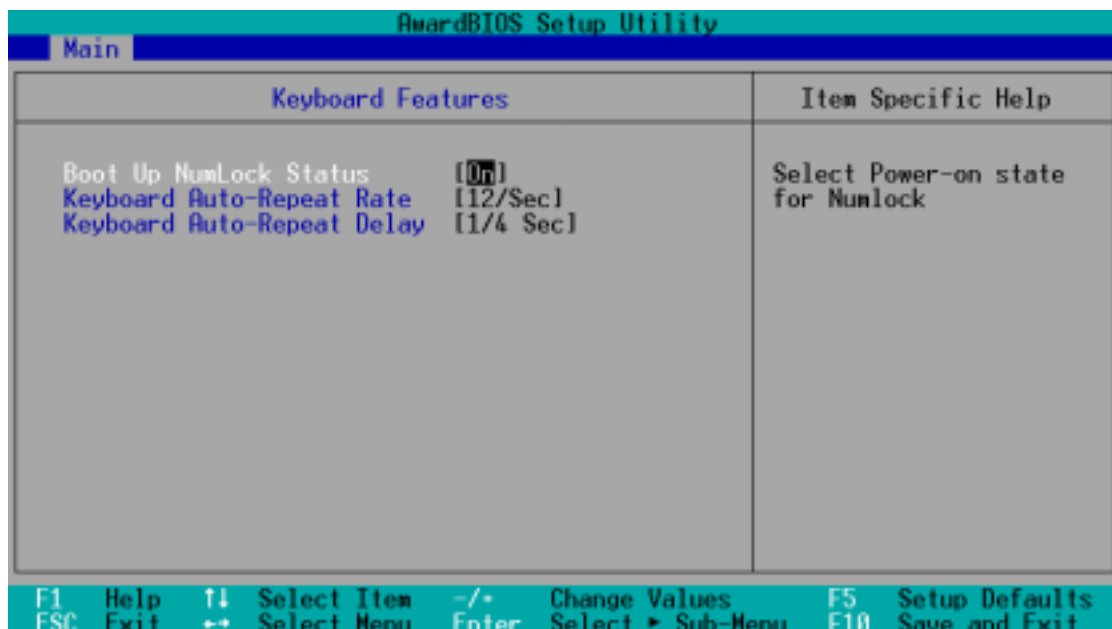 AwardBIOS Setup Utility
Main
Keyboard Features
Item Specific Help
Boot Up NumLock Status [On]
Keyboard Auto-Repeat Rate [12/Sec]
Keyboard Auto-Repeat Delay [1/4 Sec]
Select Power-on state
for Numlock
F1 Help ↑↓ Select Item -/+ Change Values F5 Setup Defaults
ESC Exit ←→ Select Menu Enter Select ► Sub-Menu F10 Save and Exit